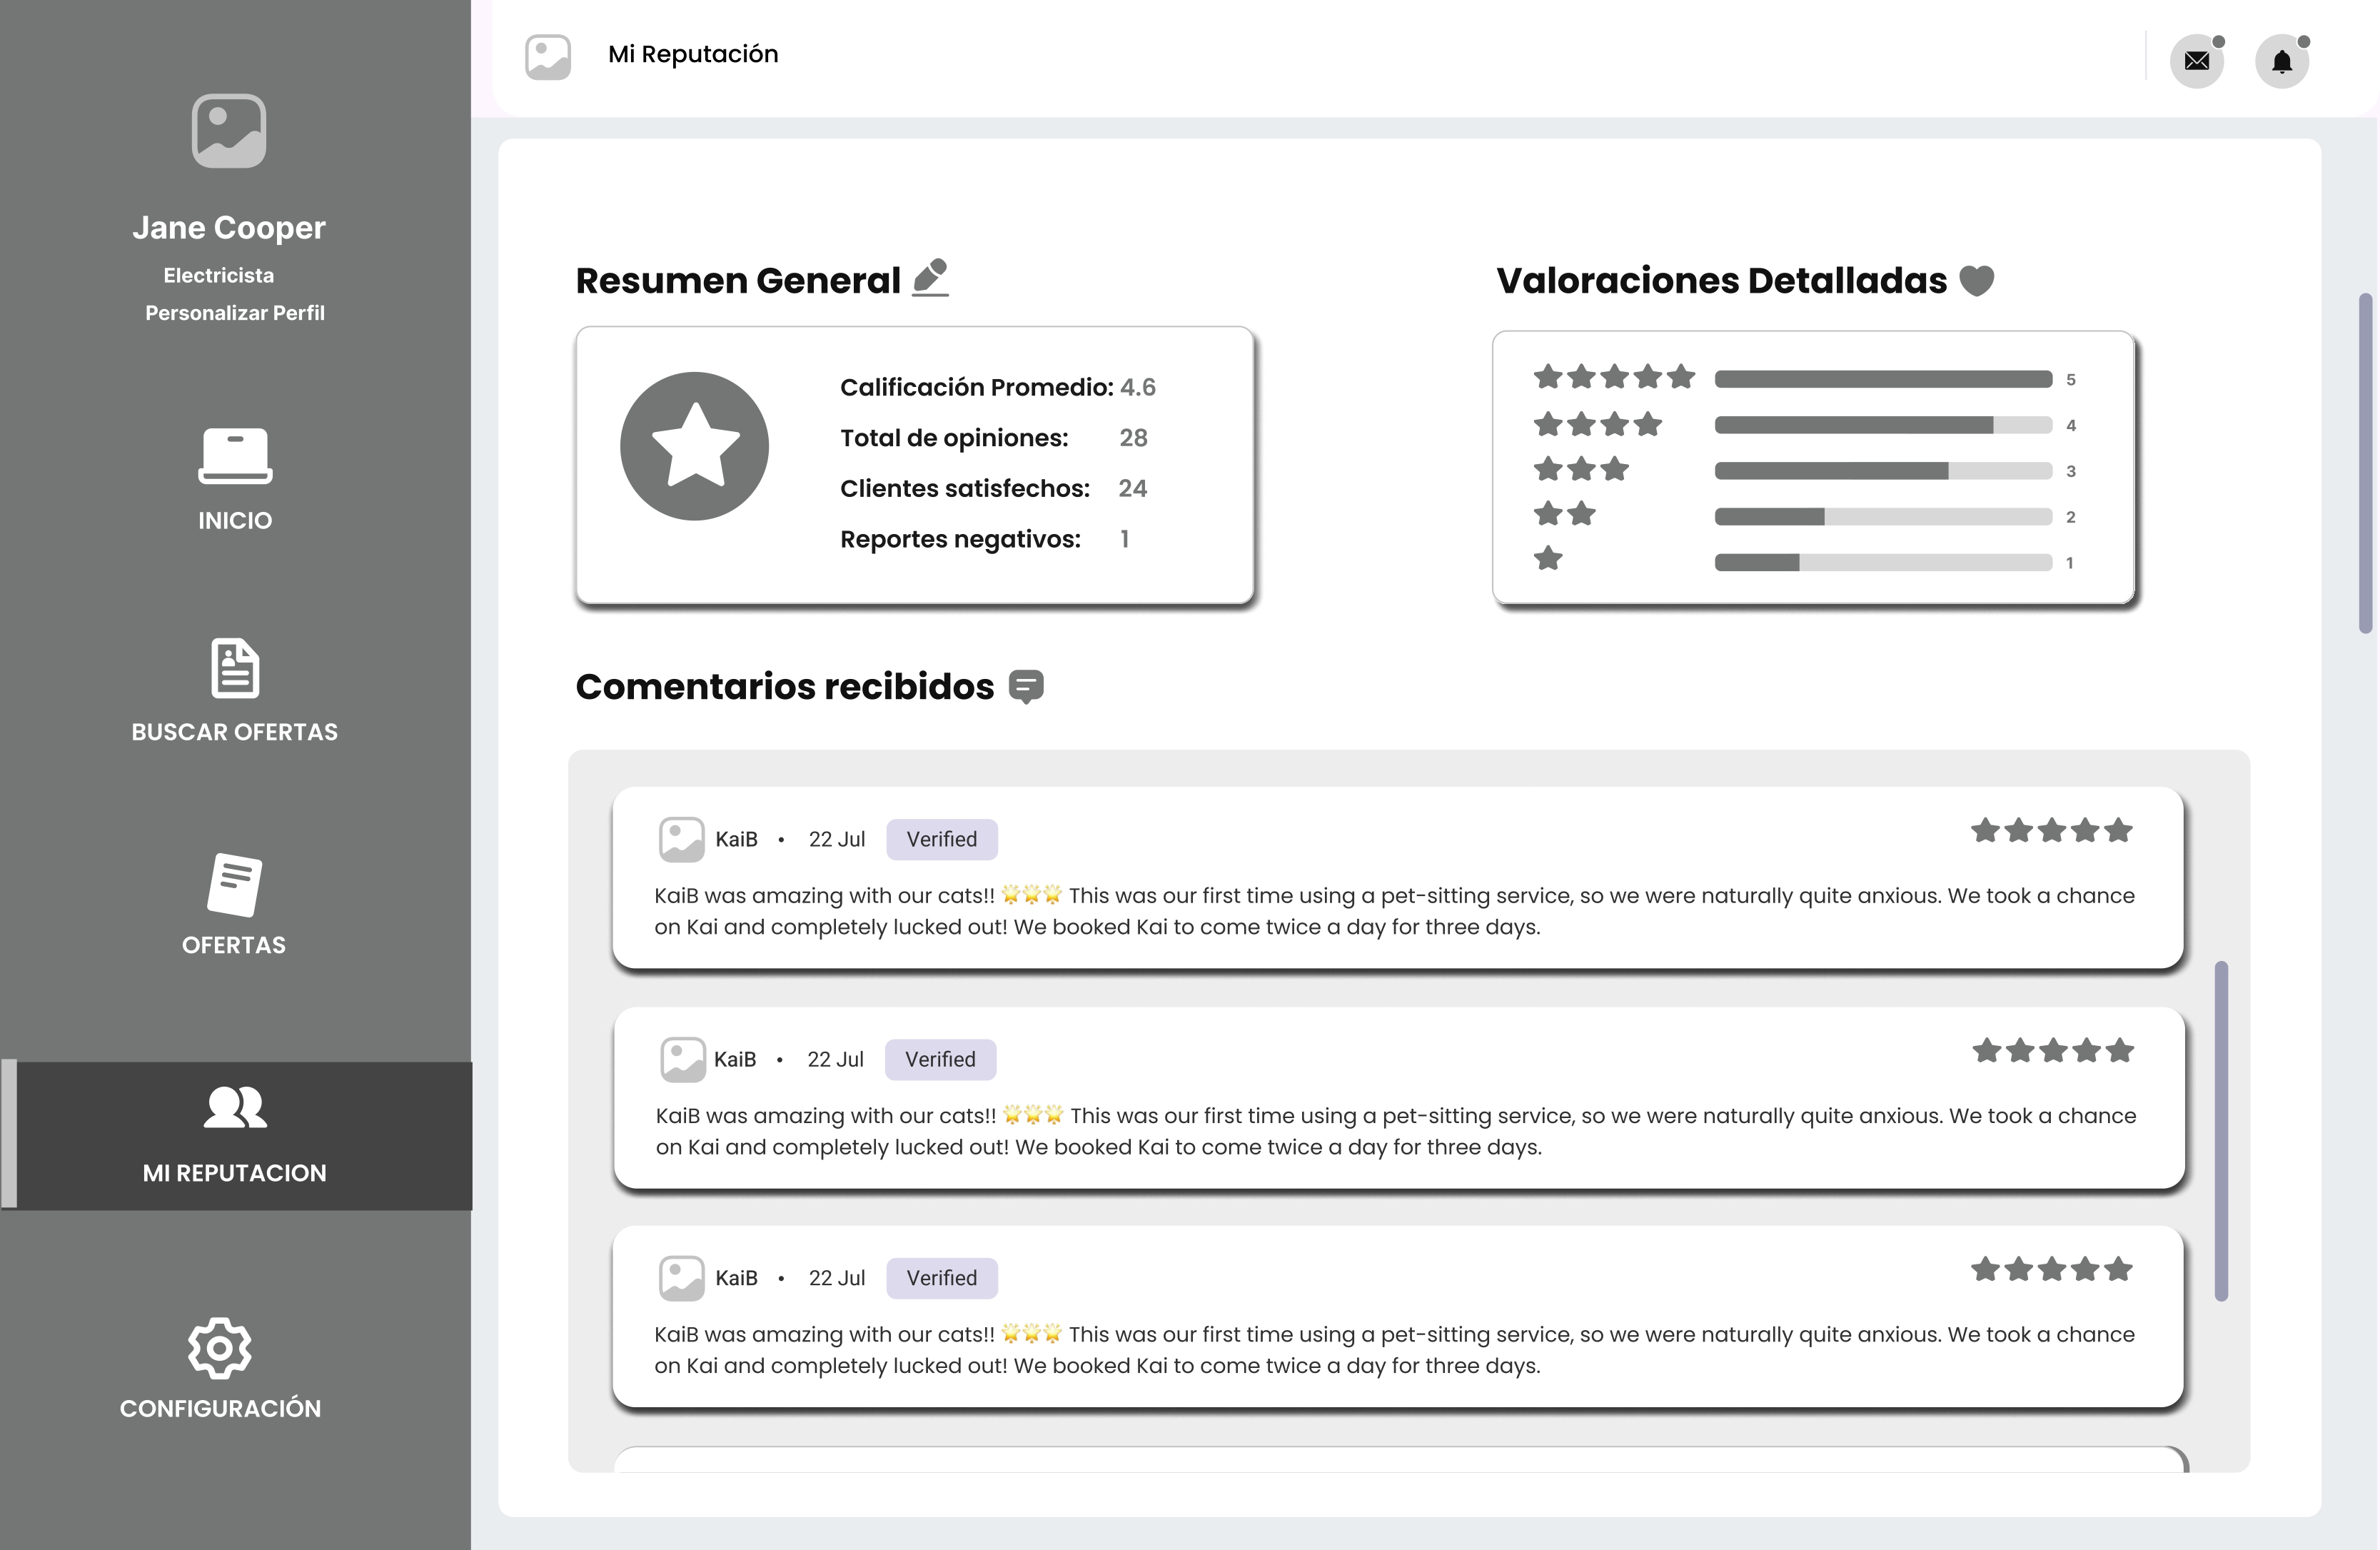 Jane Cooper
Electricista
Personalizar Perfil
INICIO
BUSCAR OFERTAS
OFERTAS
MI REPUTACION
CONFIGURACIÓN
Mi Reputación
Resumen General
Calificación Promedio: 4.6
Total de opiniones: 28
Clientes satisfechos: 24
Reportes negativos: 1
Valoraciones Detalladas
5
4
3
2
1
Comentarios recibidos
KaiB • 22 Jul Verified
KaiB was amazing with our cats!! 🌟🌟🌟 This was our first time using a pet-sitting service, so we were naturally quite anxious. We took a chance
on Kai and completely lucked out! We booked Kai to come twice a day for three days.
KaiB • 22 Jul Verified
KaiB was amazing with our cats!! 🌟🌟🌟 This was our first time using a pet-sitting service, so we were naturally quite anxious. We took a chance
on Kai and completely lucked out! We booked Kai to come twice a day for three days.
KaiB • 22 Jul Verified
KaiB was amazing with our cats!! 🌟🌟🌟 This was our first time using a pet-sitting service, so we were naturally quite anxious. We took a chance
on Kai and completely lucked out! We booked Kai to come twice a day for three days.